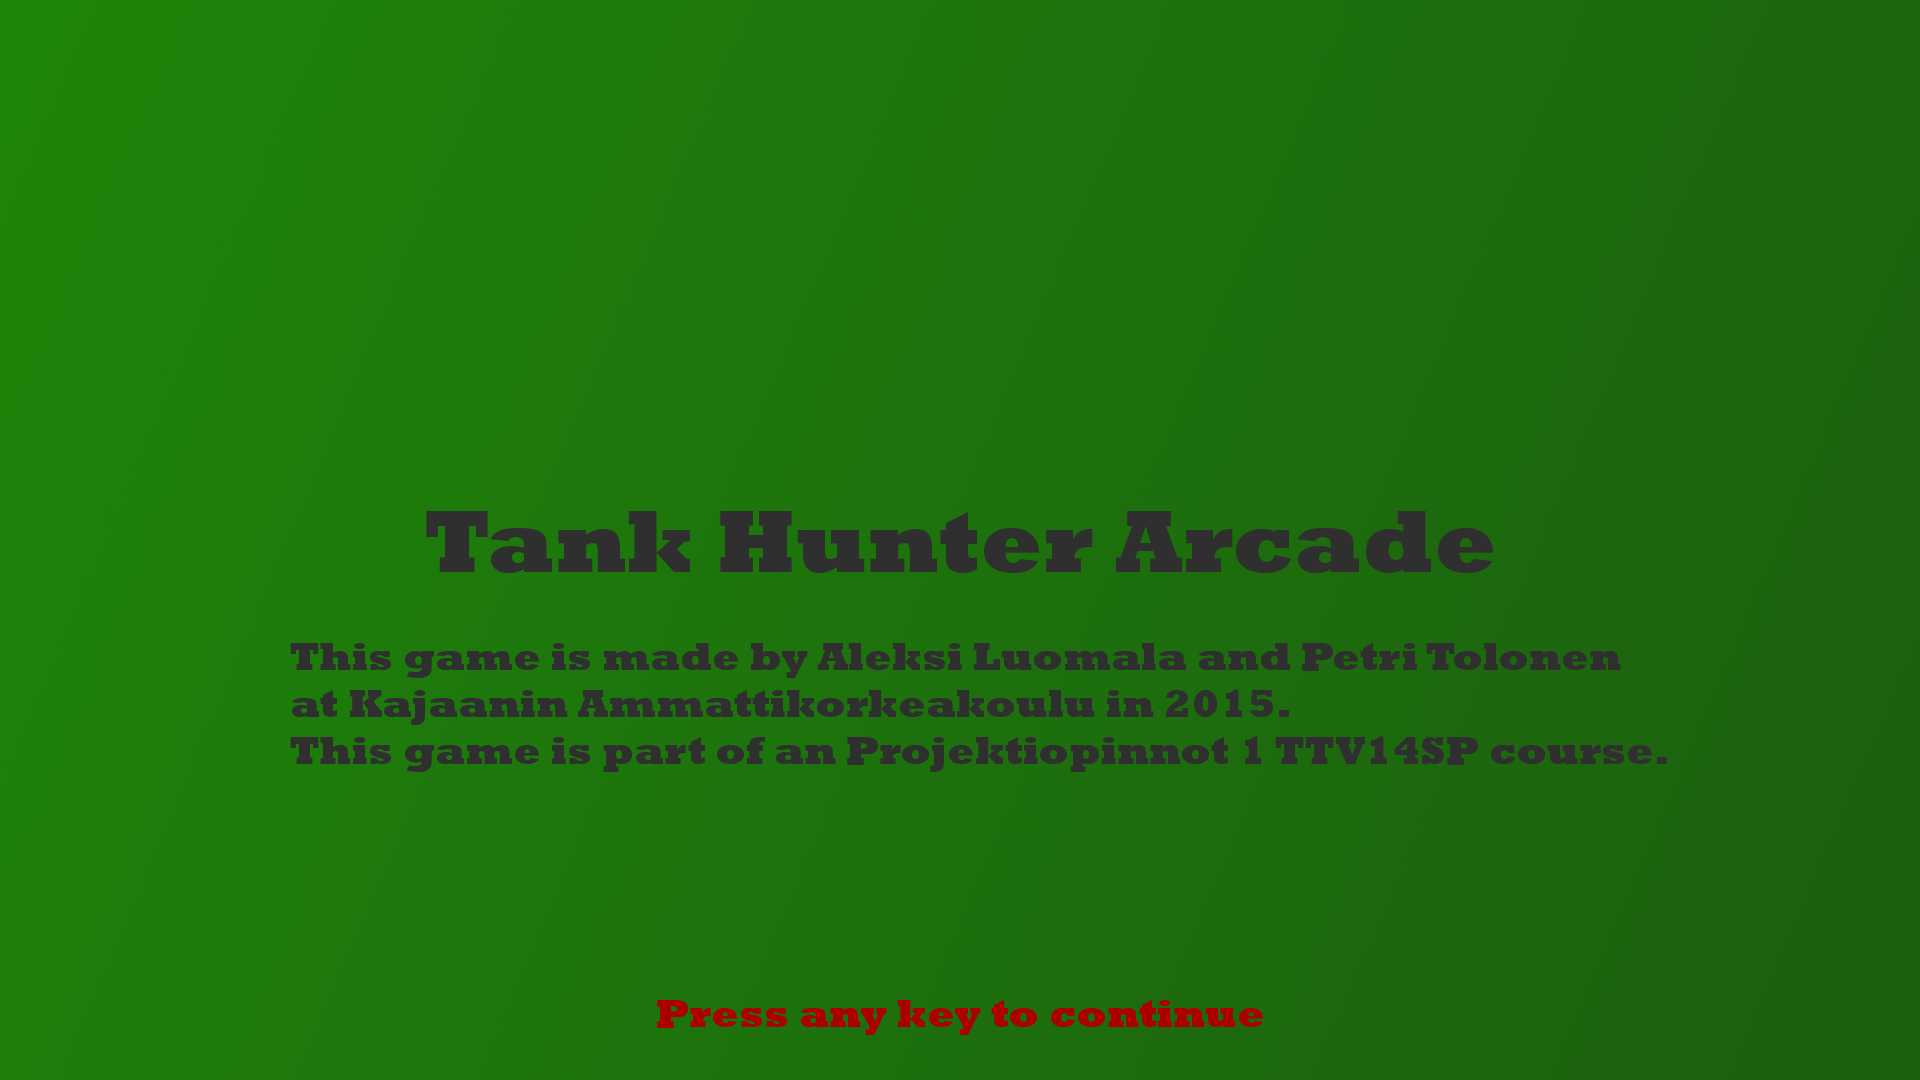 Tank Hunter Arcade
This game is made by Aleksi Luomala and Petri Tolonen
at Kajaanin Ammattikorkeakoulu in 2015.
This game is part of an Projektiopinnot 1 TTV14SP course.
Press any key to continue